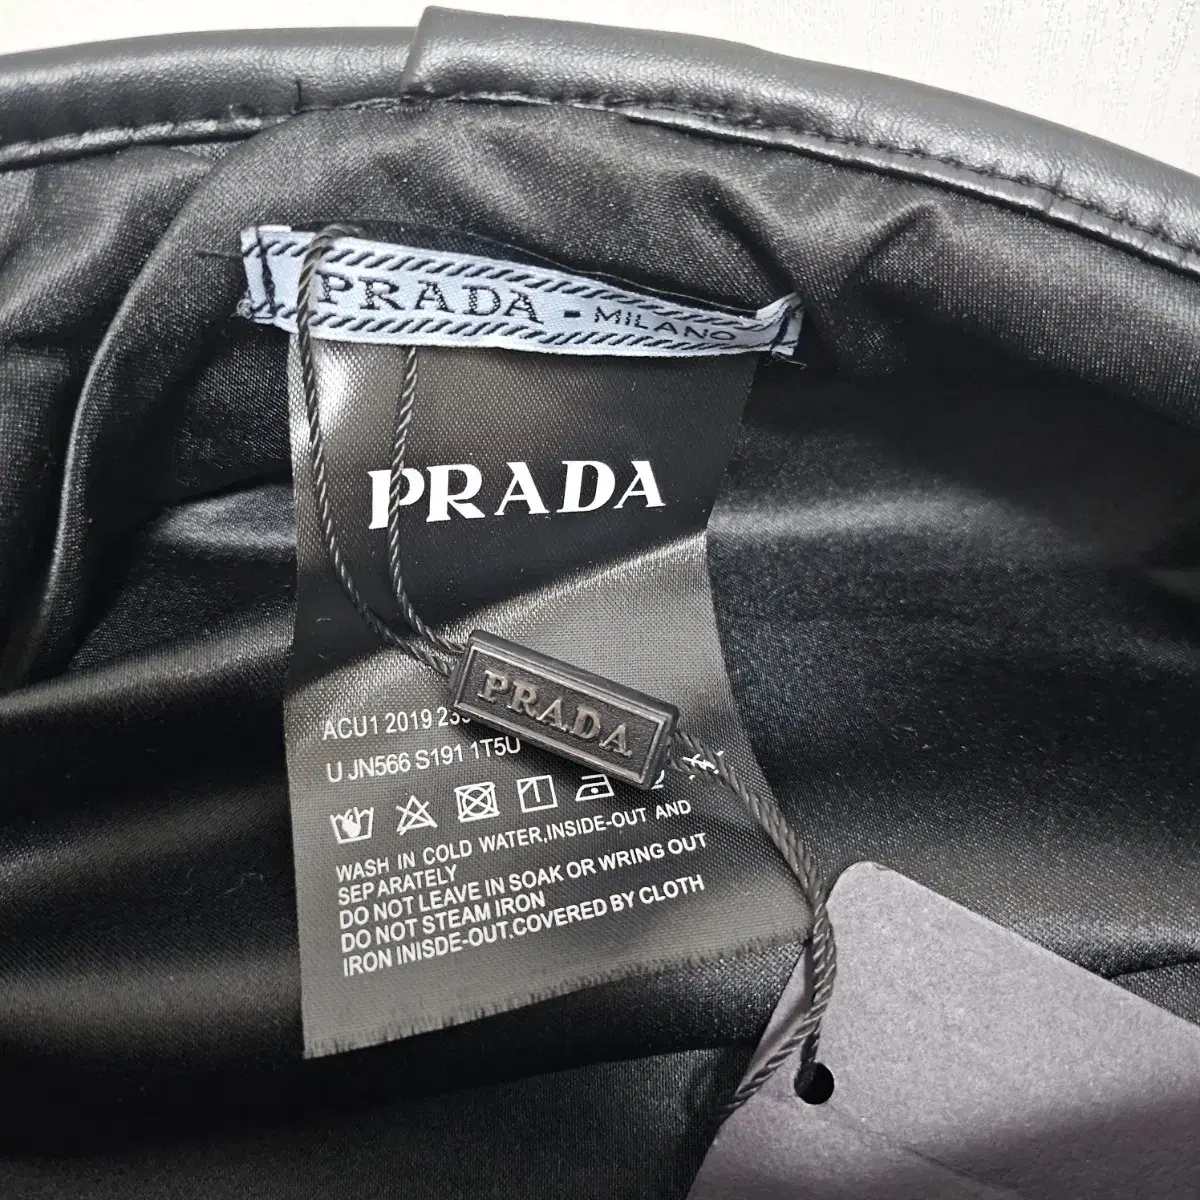 PRADA - MILANO
PRADA
PRADA
ACU1 2019 23
U JN566 S191 1T5U
WASH IN COLD WATER,INSIDE-OUT AND
SEPARATELY
DO NOT LEAVE IN SOAK OR WRING OUT
DO NOT STEAM IRON
IRON INISDE-OUT.COVERED BY CLOTH